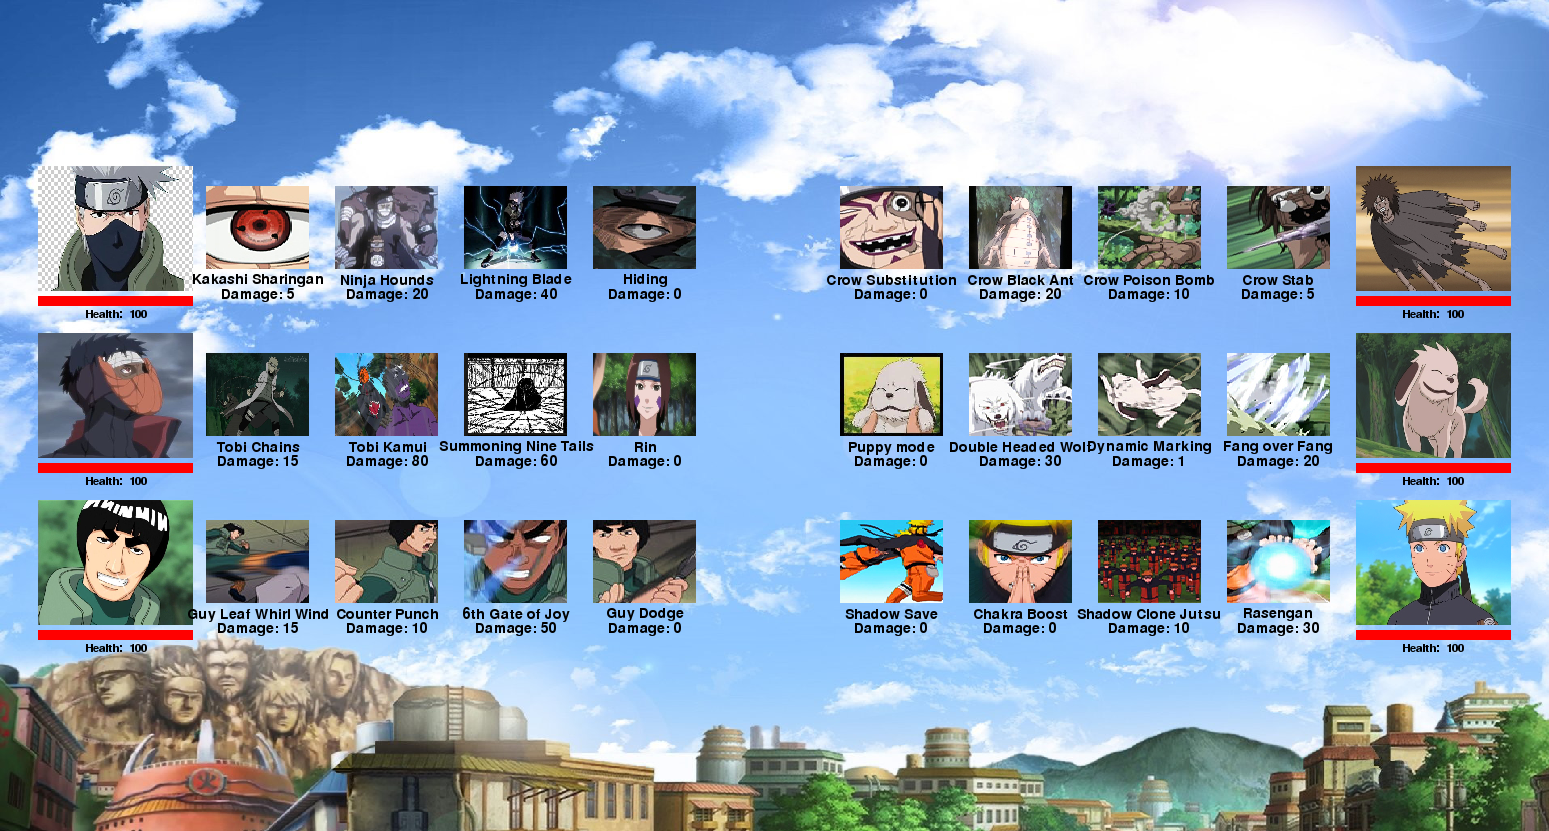 Kakashi Sharingan
Damage: 5
Ninja Hounds
Damage: 20
Lightning Blade
Damage: 40
Hiding
Damage: 0
Crow Substitution
Damage: 0
Crow Black Ant
Damage: 20
Crow Poison Bomb
Damage: 10
Crow Stab
Damage: 5
Health: 100
Health: 100
Tobi Chains
Damage: 15
Tobi Kamui
Damage: 80
Summoning Nine Tails
Damage: 60
Rin
Damage: 0
Puppy mode
Damage: 0
Double Headed Wolf
Damage: 30
Dynamic Marking
Damage: 1
Fang over Fang
Damage: 20
Health: 100
Health: 100
Guy Leaf Whirl Wind
Damage: 15
Counter Punch
Damage: 10
6th Gate of Joy
Damage: 50
Guy Dodge
Damage: 0
Shadow Save
Damage: 0
Chakra Boost
Damage: 0
Shadow Clone Jutsu
Damage: 10
Rasengan
Damage: 30
Health: 100
Health: 100